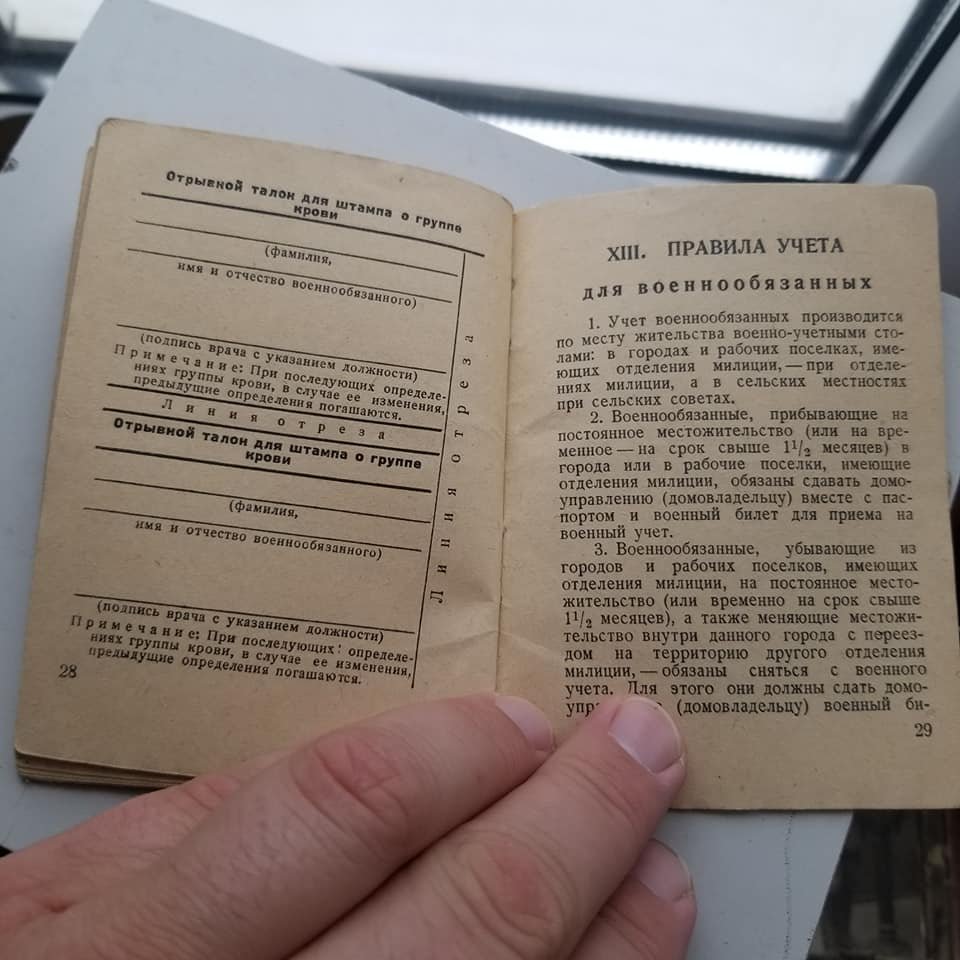 Отрывной талон для штампа о группе
крови
(фамилия,
имя и отчество военнообязанного)
(подпись врача с указанием должности)
Примечание: При последующих определе-
ниях группы крови, в случае ее изменения,
предыдущие определения погашаются.
Линия отреза
Отрывной талон для штампа о группе
крови
(фамилия,
имя и отчество военнообязанного)
(подпись врача с указанием должности)
Примечание: При последующих определе-
ниях группы крови, в случае ее изменения,
предыдущие определения погашаются.
28
Линия отреза
XIII. ПРАВИЛА УЧЕТА
для военнообязанных
1. Учет военнообязанных производится
по месту жительства военно-учетными сто-
лами: в городах и рабочих поселках, име-
ющих отделения милиции, — при отделе-
ниях милиции, а в сельских местностях
при сельских советах.
2. Военнообязанные, прибывающие на
постоянное местожительство (или на вре-
менное — на срок свыше 1½ месяцев) в
города или в рабочие поселки, имеющие
отделения милиции, обязаны сдавать домо-
управлению (домовладельцу) вместе с пас-
портом и военный билет для приема на
военный учет.
3. Военнообязанные, убывающие из
городов и рабочих поселков, имеющих
отделения милиции, на постоянное место-
жительство (или временно на срок свыше
1½ месяцев), а также меняющие местожи-
тельство внутри данного города с переез-
дом на территорию другого отделения
милиции, — обязаны сняться с военного
учета. Для этого они должны сдать домо-
(домовладельцу) военный би-
29